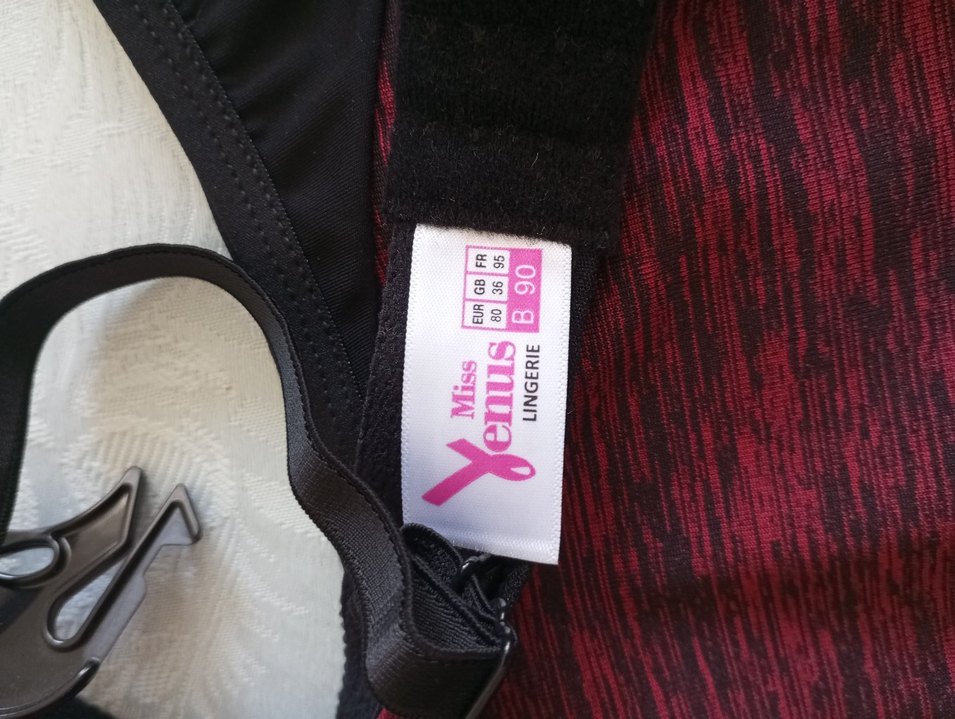 Miss
Venus
LINGERIE
EUR GB FR
80 36 95
B 90